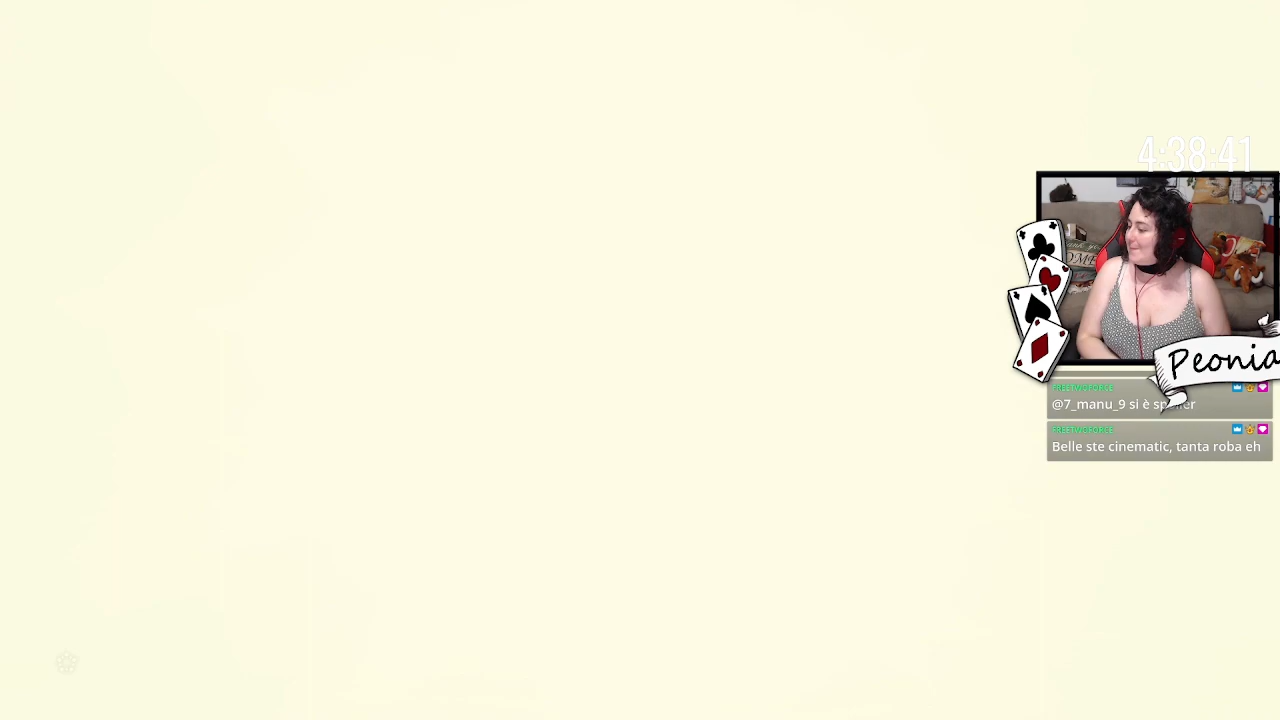 4:38:41
Peonia
@7_manu_9 si è spoiler
Belle ste cinematic, tanta roba eh